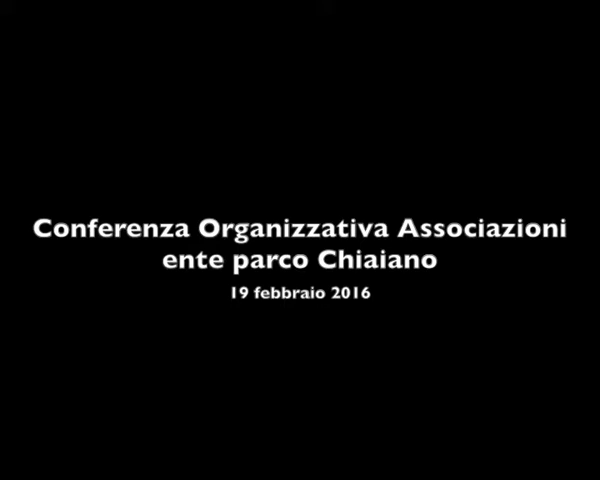 Conferenza Organizzativa Associazioni
ente parco Chiaiano
19 febbraio 2016